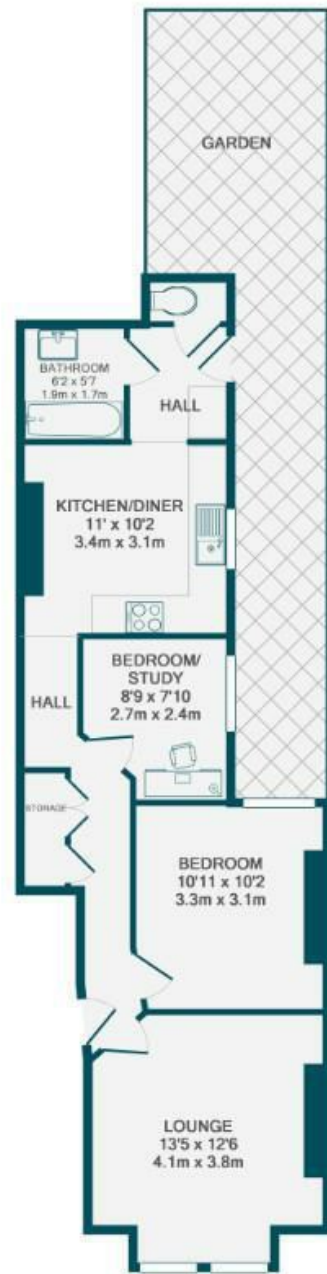 GARDEN
BATHROOM
6'2 x 5'7
1.9m x 1.7m
HALL
KITCHEN/DINER
11' x 10'2
3.4m x 3.1m
BEDROOM/
STUDY
8'9 x 7'10
2.7m x 2.4m
HALL
STORAGE
BEDROOM
10'11 x 10'2
3.3m x 3.1m
LOUNGE
13'5 x 12'6
4.1m x 3.8m